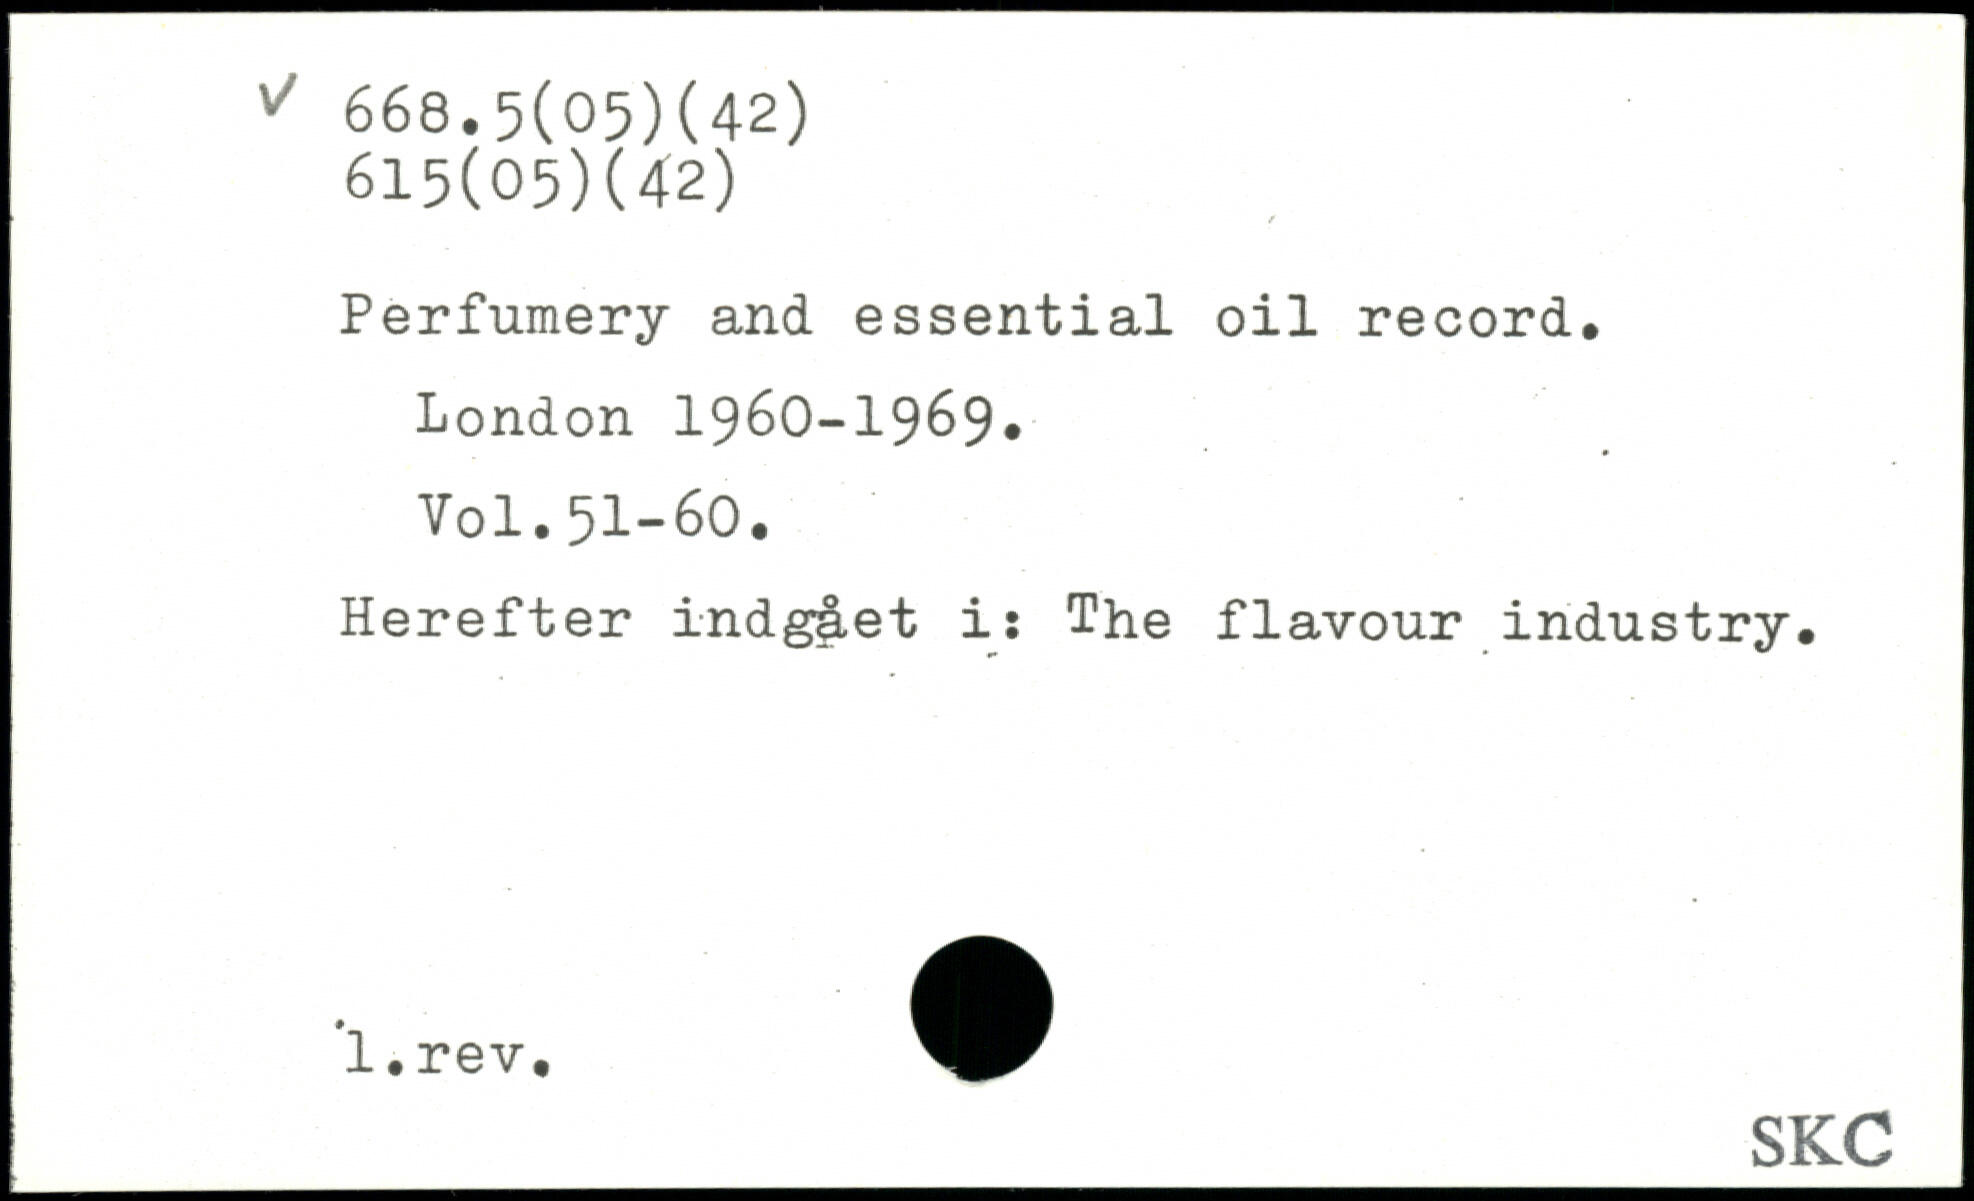 ✓ 668.5(05)(42)
615(05)(42)
Perfumery and essential oil record.
London 1960-1969.
Vol.51-60.
Herefter indgået i: The flavour industry.
1.rev.
SKC